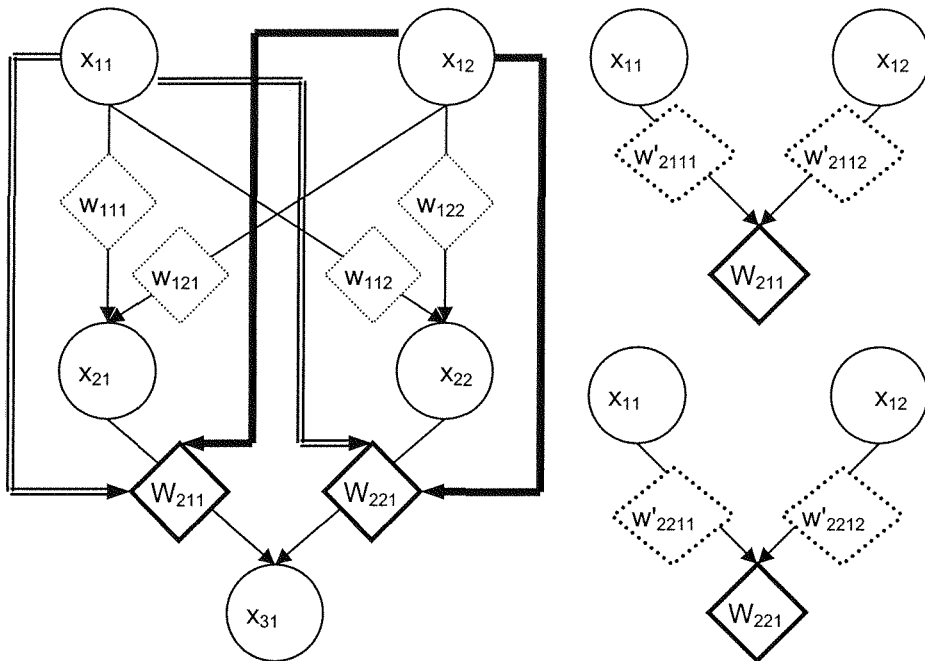 x₁₁ x₁₂ x₁₁ x₁₂
w'₂₁₁₁ w'₂₁₁₂
w₁₁₁ w₁₂₂
w₁₂₁ w₁₁₂ W₂₁₁
x₂₁ x₂₂ x₁₁ x₁₂
W₂₁₁ W₂₂₁ w'₂₂₁₁ w'₂₂₁₂
x₃₁ W₂₂₁